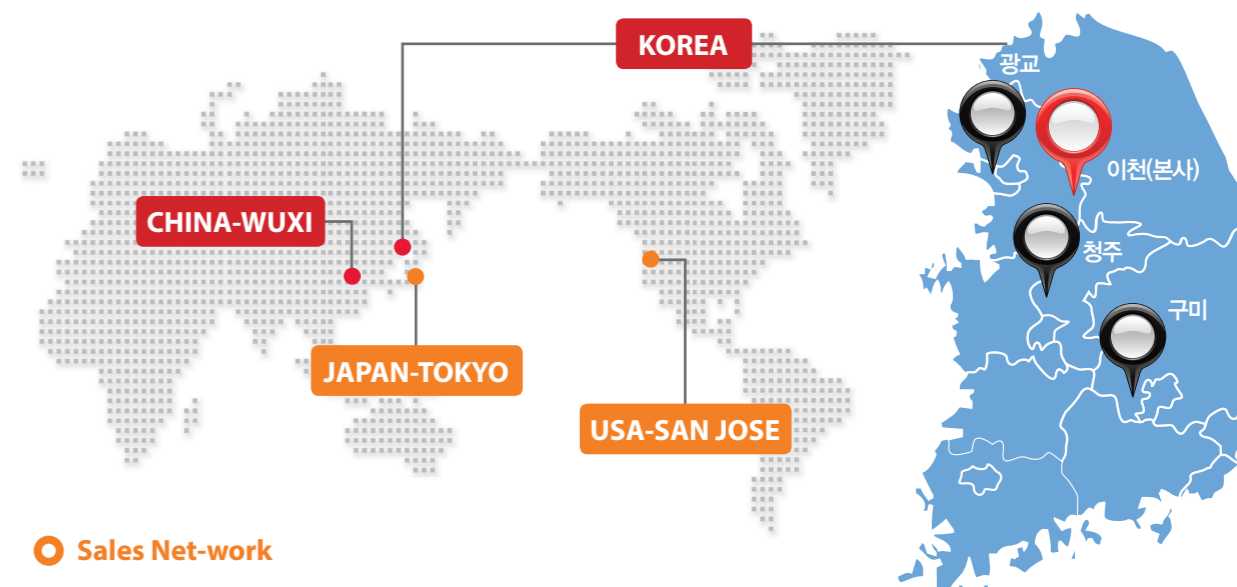 KOREA
광교
이천(본사)
CHINA-WUXI
청주
구미
JAPAN-TOKYO
USA-SAN JOSE
Sales Net-work